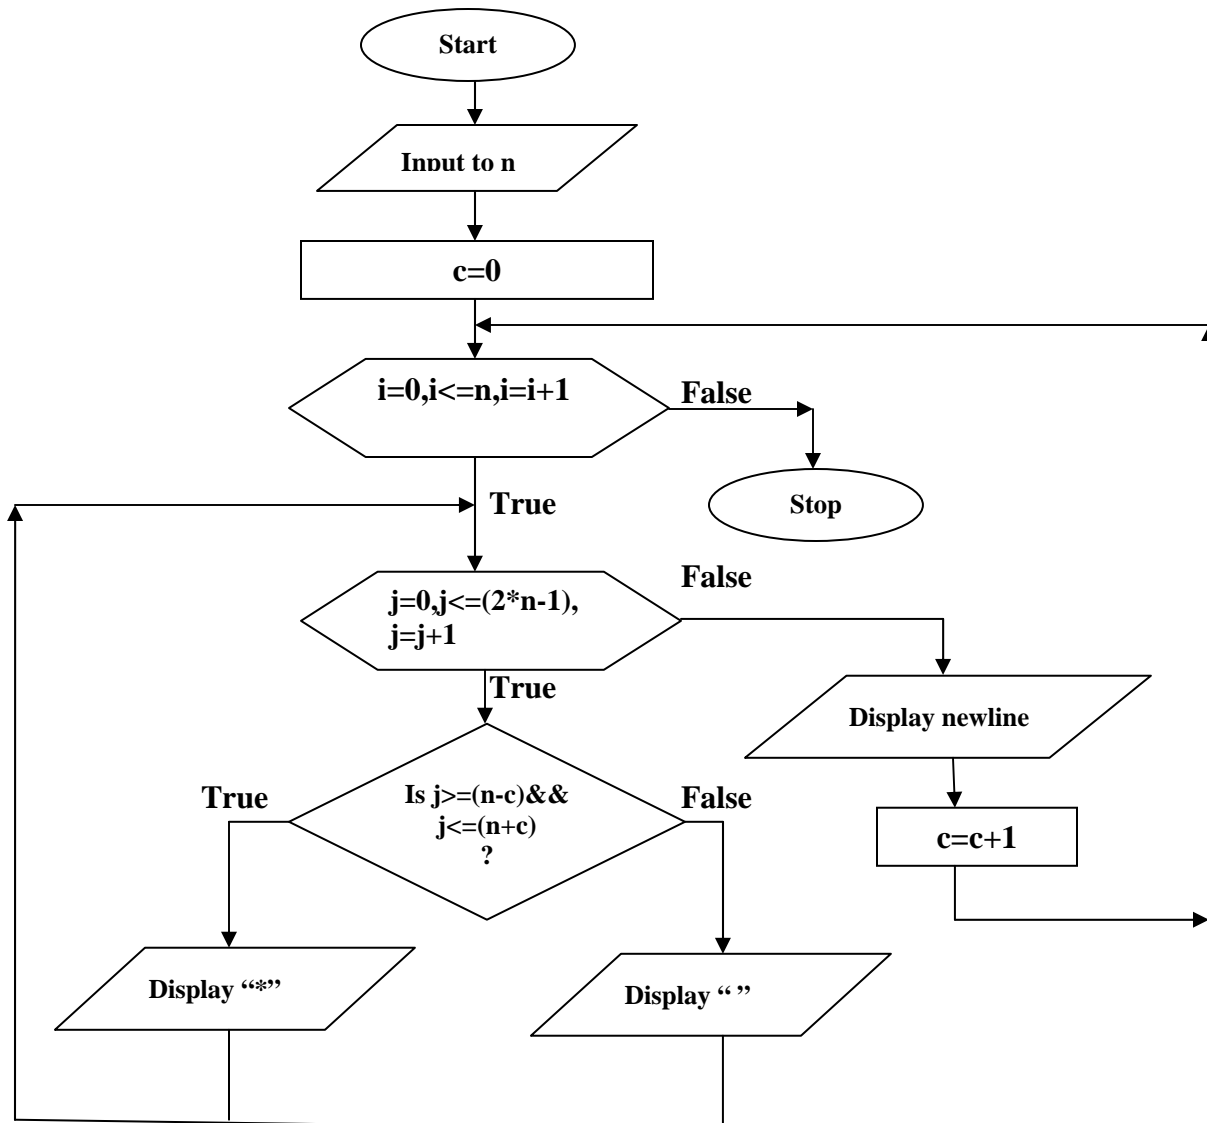 Start
Input to n
c=0
i=0,i<=n,i=i+1
False
True
Stop
False
j=0,j<=(2*n-1),
j=j+1
True
Display newline
True
Is j>=(n-c)&&
j<=(n+c)
?
False
c=c+1
Display “*”
Display “ ”